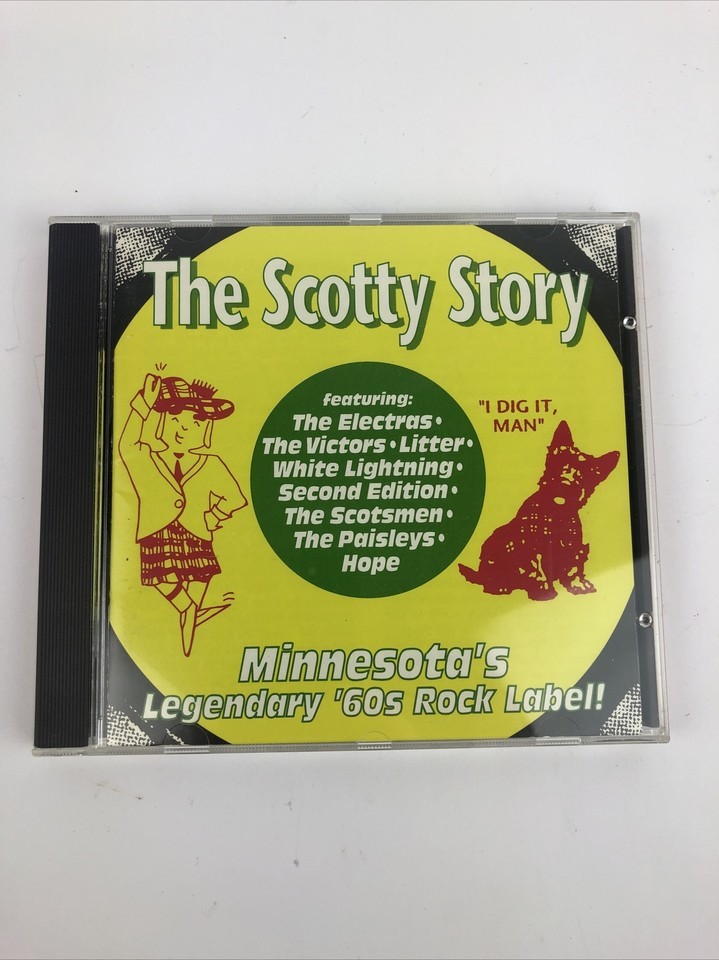 The Scotty Story
featuring:
The Electras •
The Victors • Litter •
White Lightning •
Second Edition •
The Scotsmen •
The Paisleys •
Hope
"I DIG IT,
MAN"
Minnesota's
Legendary '60s Rock Label!